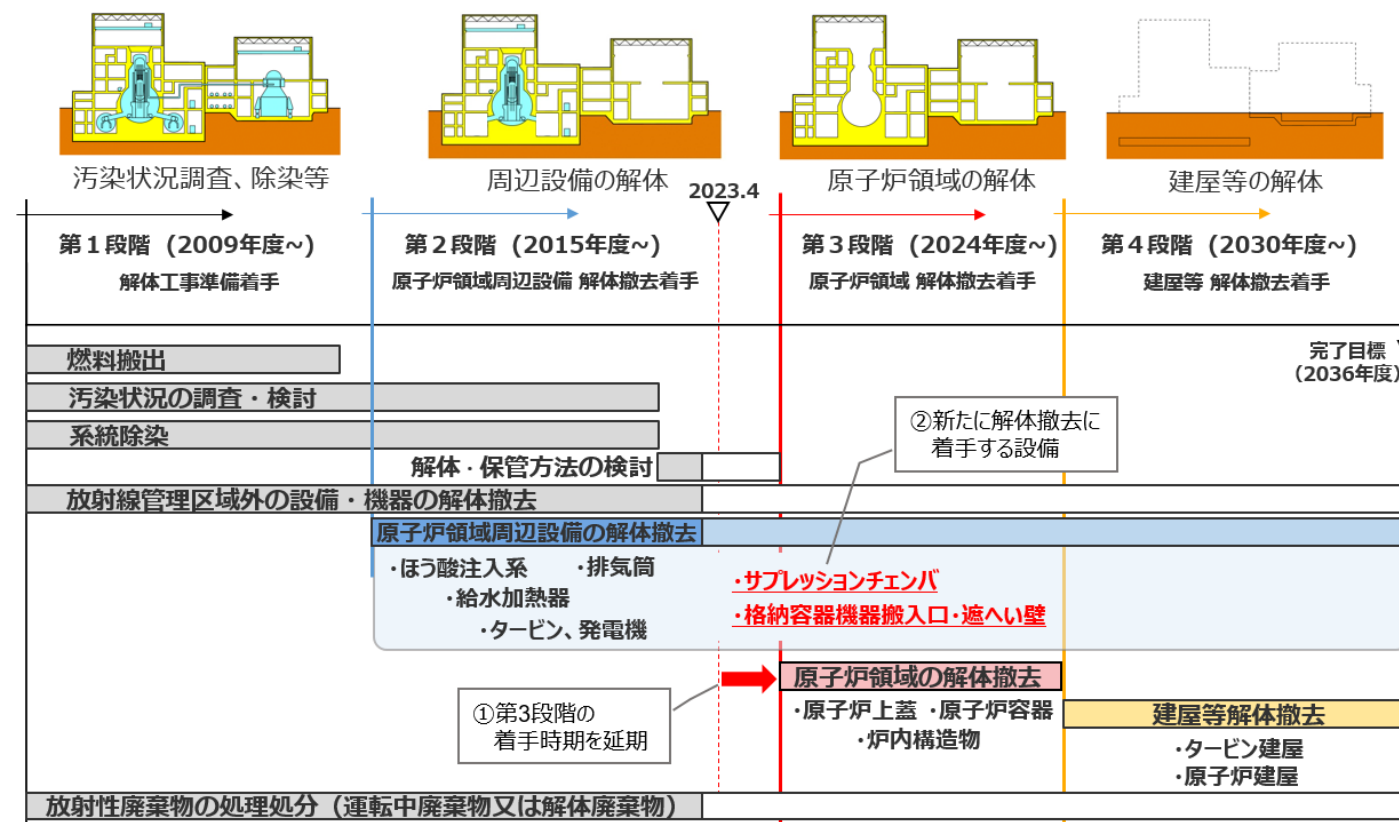 汚染状況調査、除染等
周辺設備の解体
原子炉領域の解体
建屋等の解体
2023.4
第1段階（2009年度~）
解体工事準備着手
第2段階（2015年度~）
原子炉領域周辺設備 解体撤去着手
第3段階（2024年度~）
原子炉領域 解体撤去着手
第4段階（2030年度~）
建屋等 解体撤去着手
完了目標
（2036年度）
燃料搬出
汚染状況の調査・検討
系統除染
解体・保管方法の検討
②新たに解体撤去に
着手する設備
放射線管理区域外の設備・機器の解体撤去
原子炉領域周辺設備の解体撤去
・ほう酸注入系
・排気筒
・給水加熱器
・タービン、発電機
・サプレッションチェンバ
・格納容器機器搬入口・遮へい壁
原子炉領域の解体撤去
・原子炉上蓋 ・原子炉容器
・炉内構造物
①第3段階の
着手時期を延期
建屋等解体撤去
・タービン建屋
・原子炉建屋
放射性廃棄物の処理処分（運転中廃棄物又は解体廃棄物）